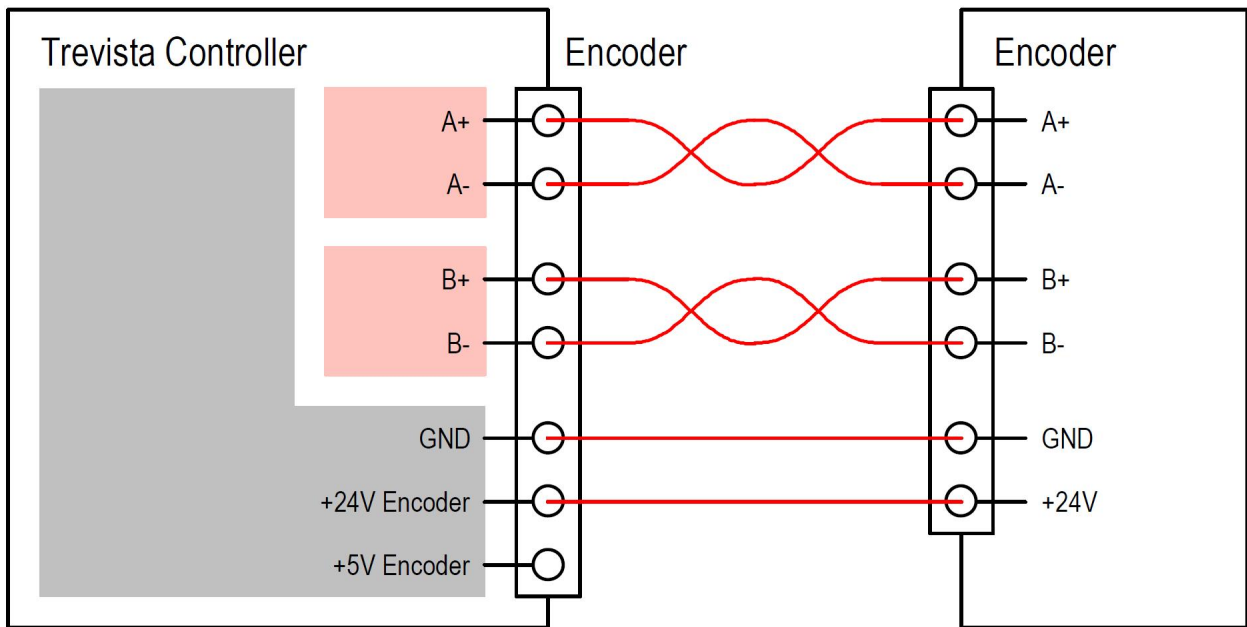 Trevista Controller
Encoder
Encoder
A+
A-
B+
B-
GND
+24V Encoder
+5V Encoder
A+
A-
B+
B-
GND
+24V